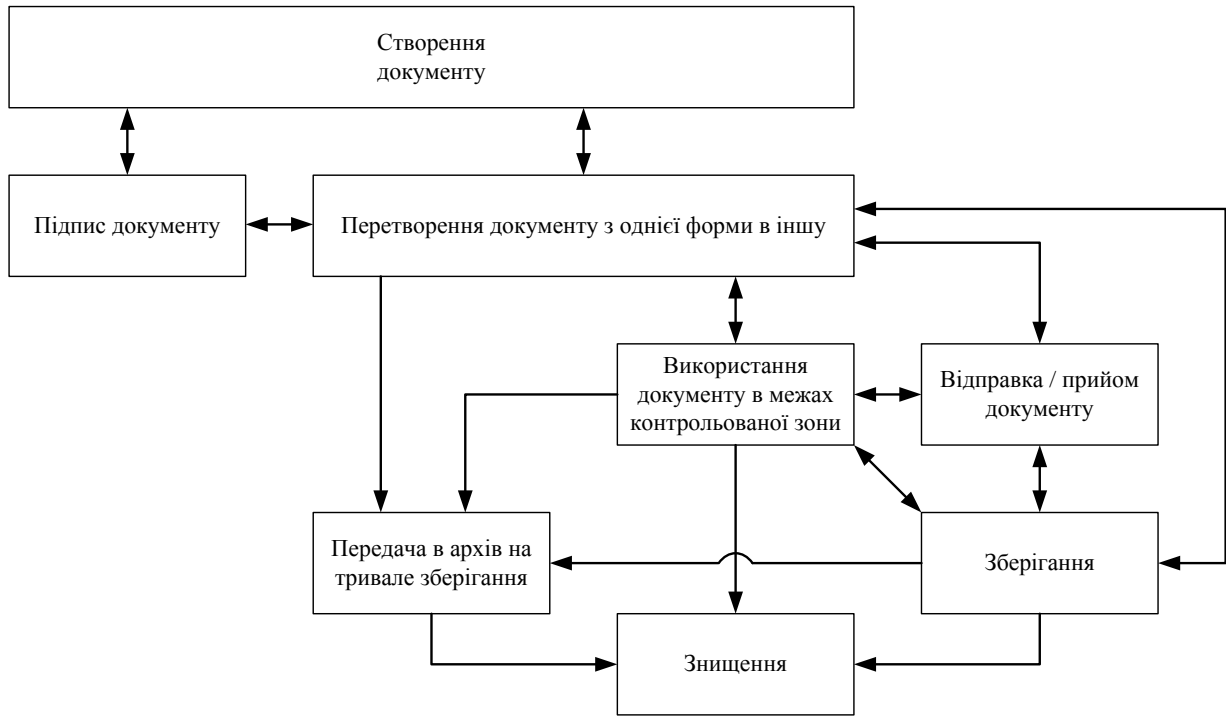 Створення
документу
Підпис документу
Перетворення документу з однієї форми в іншу
Використання
документу в межах
контрольованої зони
Відправка / прийом
документу
Передача в архів на
тривале зберігання
Зберігання
Знищення